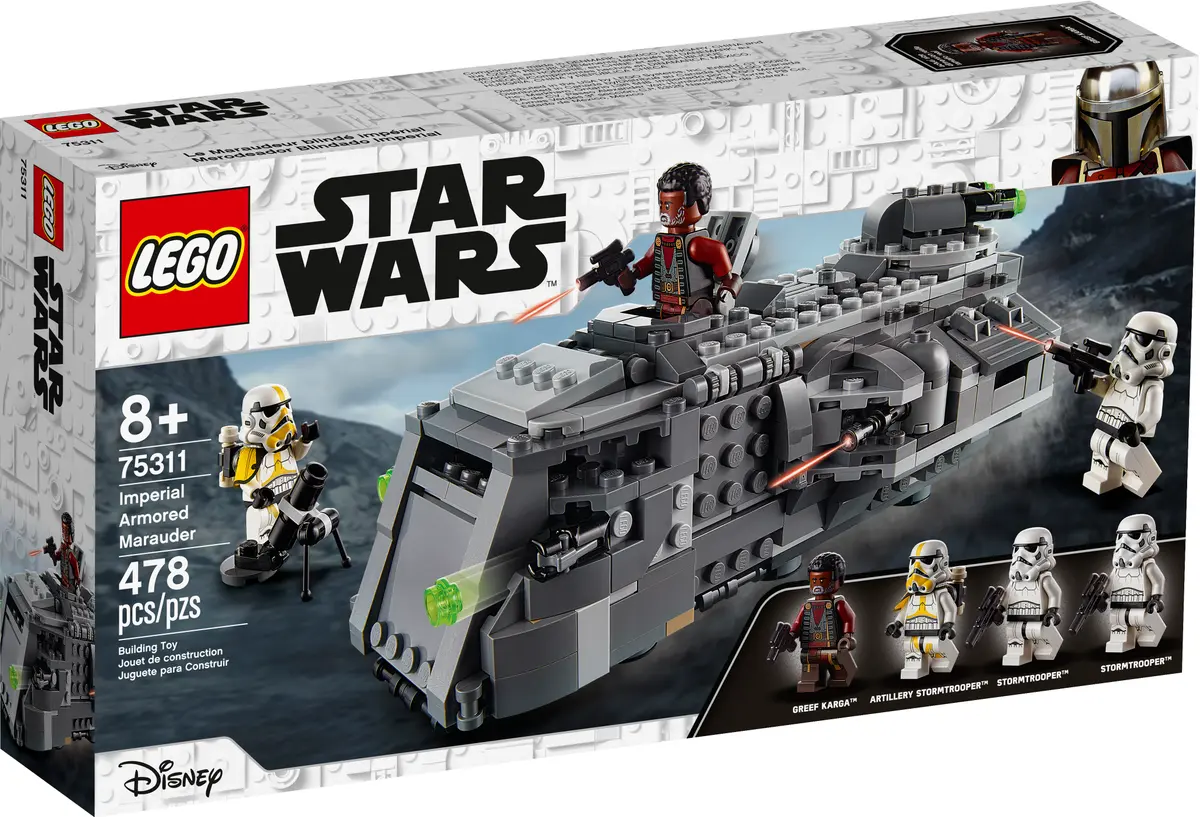 LEGO
STAR
WARS
75311
Disney
Le Maraudeur blindé impérial
Merodeador blindado imperial
75311
LEGO
STAR
WARS
LEGO
STAR
WARS™
8+
75311
Imperial
Armored
Marauder
478
pcs/pzs
Building Toy
Jouet de construction
Juguete para Construir
Disney
GREEF KARGA™
ARTILLERY STORMTROOPER™
STORMTROOPER™
STORMTROOPER™